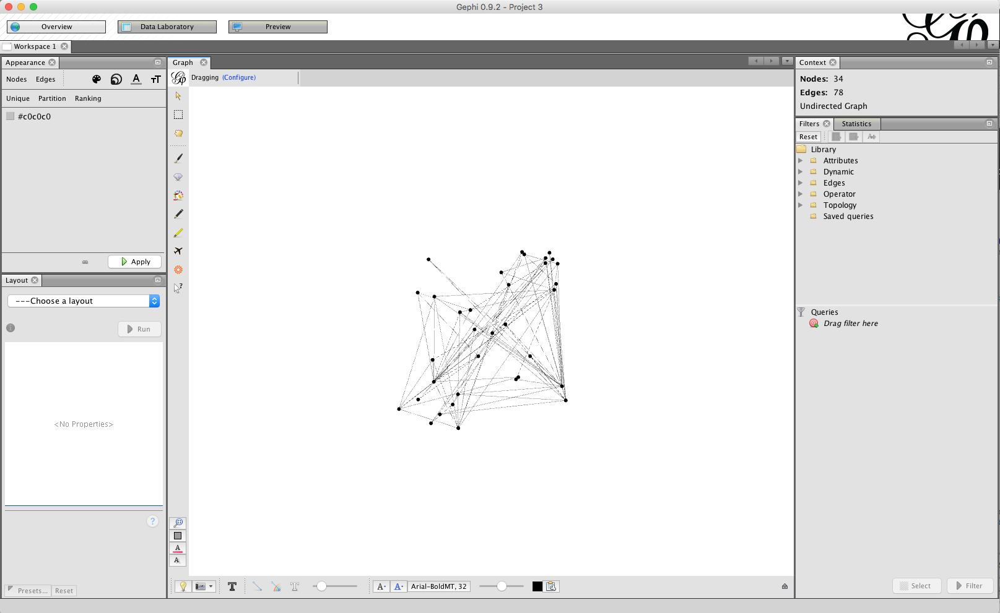 Gephi 0.9.2 - Project 3
Overview
Data Laboratory
Preview
Workspace 1
Appearance
Nodes Edges
Unique Partition Ranking
#c0c0c0
Apply
Layout
---Choose a layout
Run
<No Properties>
?
Presets... Reset
Graph
Dragging (Configure)
Arial-BoldMT, 32
Context
Nodes: 34
Edges: 78
Undirected Graph
Filters
Statistics
Reset
Library
Attributes
Dynamic
Edges
Operator
Topology
Saved queries
Queries
Drag filter here
Select
Filter